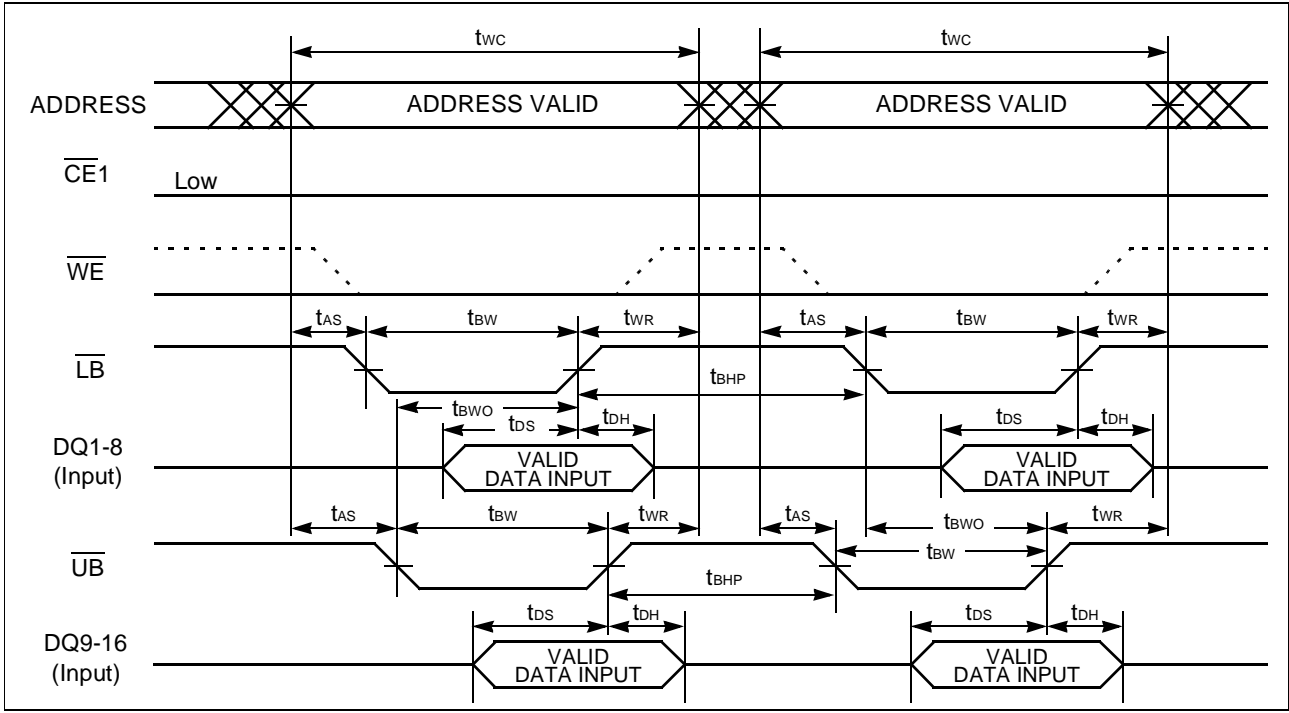 tWC tWC
ADDRESS ADDRESS VALID ADDRESS VALID
CE1 Low
WE
tAS tBW tWR tAS tBW tWR
LB
tBHP
tBWO
tDS tDH tDS tDH
DQ1-8
(Input)
VALID
DATA INPUT
VALID
DATA INPUT
tAS tBW tWR tAS tBWO tWR
UB
tBW
tBHP
tDS tDH tDS tDH
DQ9-16
(Input)
VALID
DATA INPUT
VALID
DATA INPUT